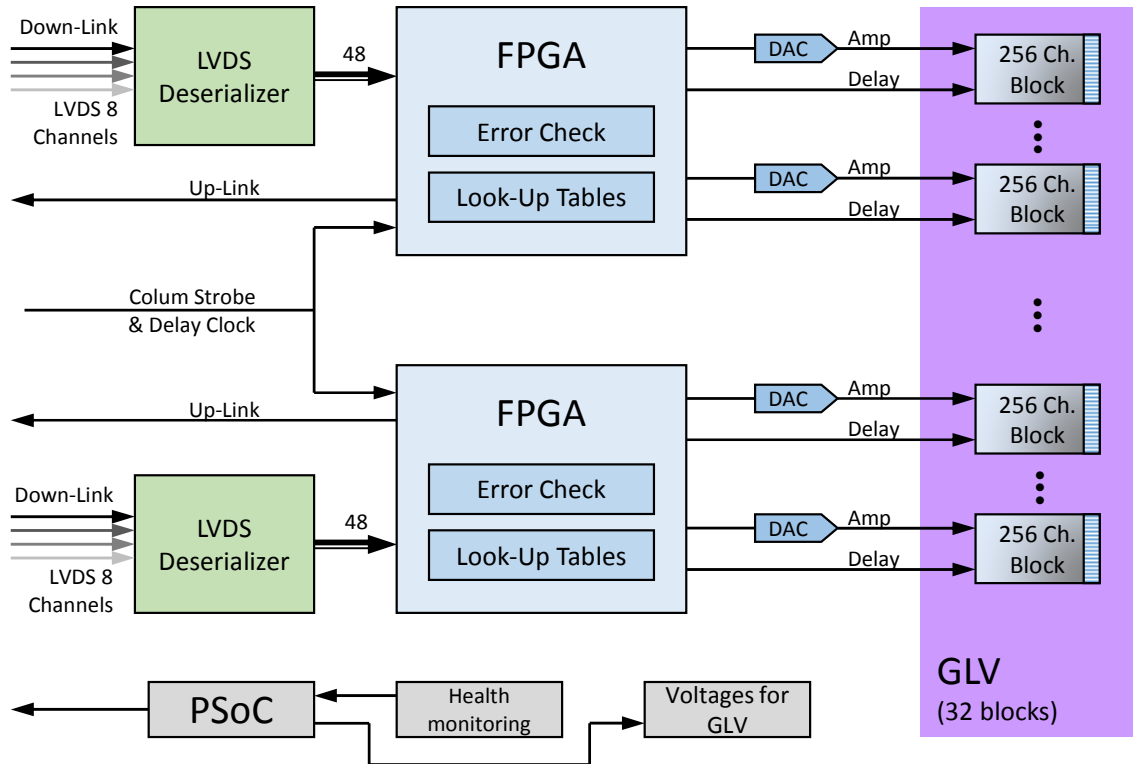 Down-Link
LVDS 8
Channels
LVDS
Deserializer
48
FPGA
Error Check
Look-Up Tables
DAC
Amp
Delay
256 Ch.
Block
DAC
Amp
Delay
256 Ch.
Block
Up-Link
Colum Strobe
& Delay Clock
Up-Link
Down-Link
LVDS 8
Channels
LVDS
Deserializer
48
FPGA
Error Check
Look-Up Tables
DAC
Amp
Delay
256 Ch.
Block
DAC
Amp
Delay
256 Ch.
Block
PSoC
Health
monitoring
Voltages for
GLV
GLV
(32 blocks)